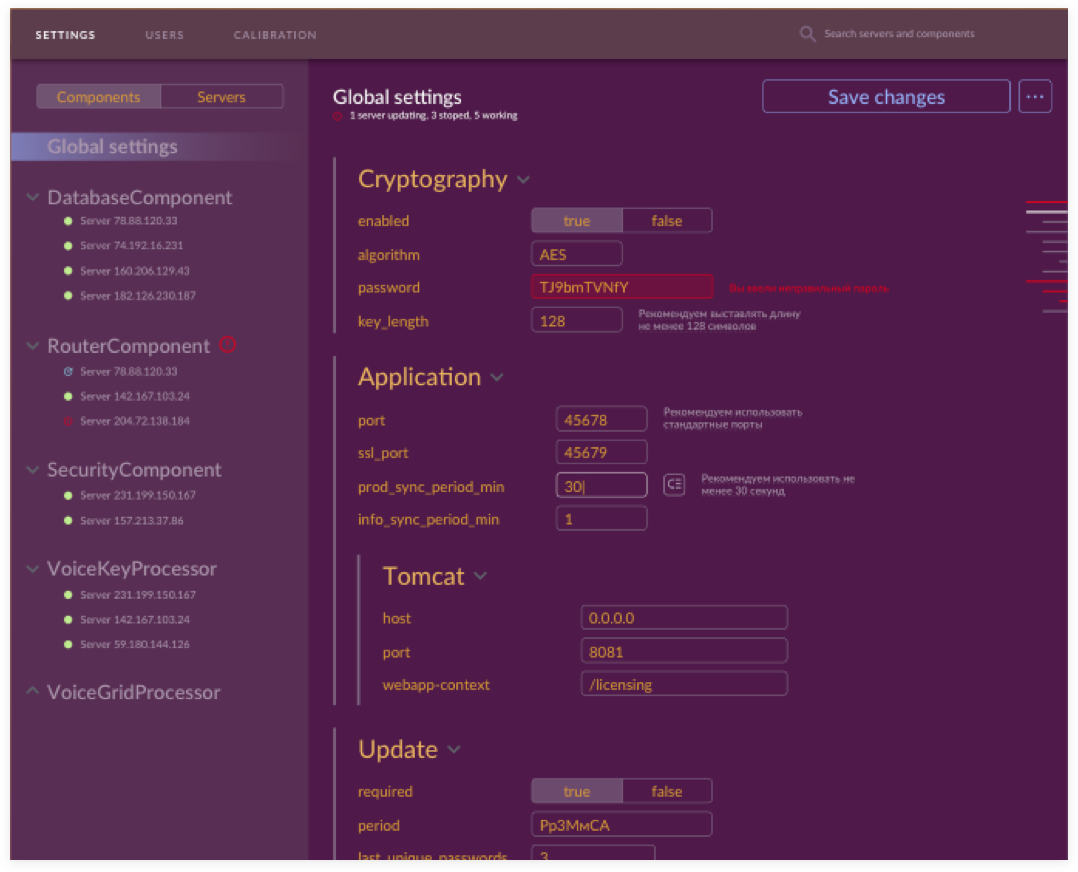 SETTINGS
USERS
CALIBRATION
Search servers and components
Components
Servers
Global settings
DatabaseComponent
Server 78.88.120.33
Server 74.192.16.231
Server 160.206.129.43
Server 182.126.230.187
RouterComponent
Server 78.88.120.33
Server 142.167.103.24
Server 204.72.138.184
SecurityComponent
Server 231.199.150.167
Server 157.213.37.86
VoiceKeyProcessor
Server 231.199.150.167
Server 142.167.103.24
Server 59.180.144.126
VoiceGridProcessor
Global settings
1 server updating, 3 stoped, 5 working
Save changes
...
Cryptography
enabled
true
false
algorithm
AES
password
TJ9bmTVNfY
Вы ввели неправильный пароль
key_length
128
Рекомендуем выставлять длину
не менее 128 символов
Application
port
45678
Рекомендуем использовать
стандартные порты
ssl_port
45679
prod_sync_period_min
30
Рекомендуем использовать не
менее 30 секунд
info_sync_period_min
1
Tomcat
host
0.0.0.0
port
8081
webapp-context
/licensing
Update
required
true
false
period
Pp3MмCA
last_unique_passwords
3